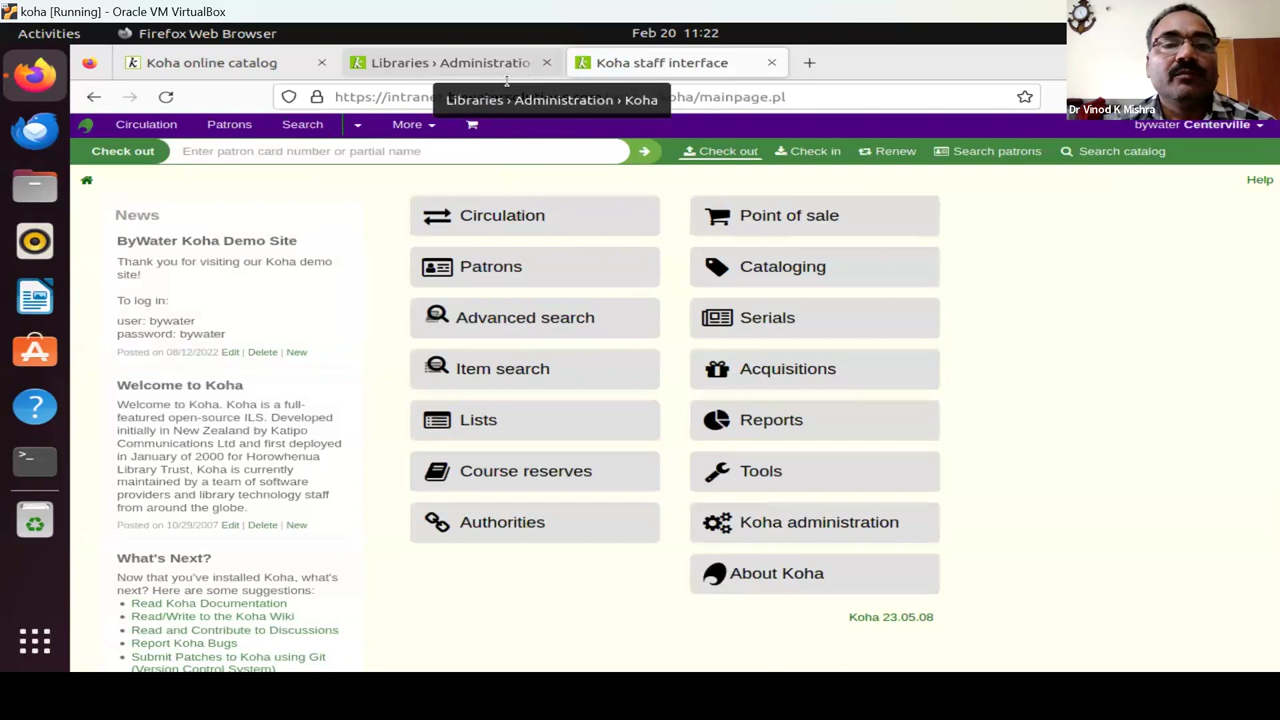 koha [Running] - Oracle VM VirtualBox
Activities
Firefox Web Browser
Feb 20 11:22
Koha online catalog
Libraries › Administratio
Koha staff interface
https://intranet
koha/mainpage.pl
Libraries › Administration › Koha
Dr Vinod K Mishra
Circulation
Patrons
Search
More
bywater Centerville
Check out
Enter patron card number or partial name
Check out
Check in
Renew
Search patrons
Search catalog
Help
News
ByWater Koha Demo Site
Thank you for visiting our Koha demo
site!
To log in:
user: bywater
password: bywater
Posted on 08/12/2022 Edit | Delete | New
Welcome to Koha
Welcome to Koha. Koha is a full-
featured open-source ILS. Developed
initially in New Zealand by Katipo
Communications Ltd and first deployed
in January of 2000 for Horowhenua
Library Trust, Koha is currently
maintained by a team of software
providers and library technology staff
from around the globe.
Posted on 10/29/2007 Edit | Delete | New
What's Next?
Now that you've installed Koha, what's
next? Here are some suggestions:
Read Koha Documentation
Read/Write to the Koha Wiki
Read and Contribute to Discussions
Report Koha Bugs
Submit Patches to Koha using Git
(Version Control System)
Circulation
Patrons
Advanced search
Item search
Lists
Course reserves
Authorities
Point of sale
Cataloging
Serials
Acquisitions
Reports
Tools
Koha administration
About Koha
Koha 23.05.08